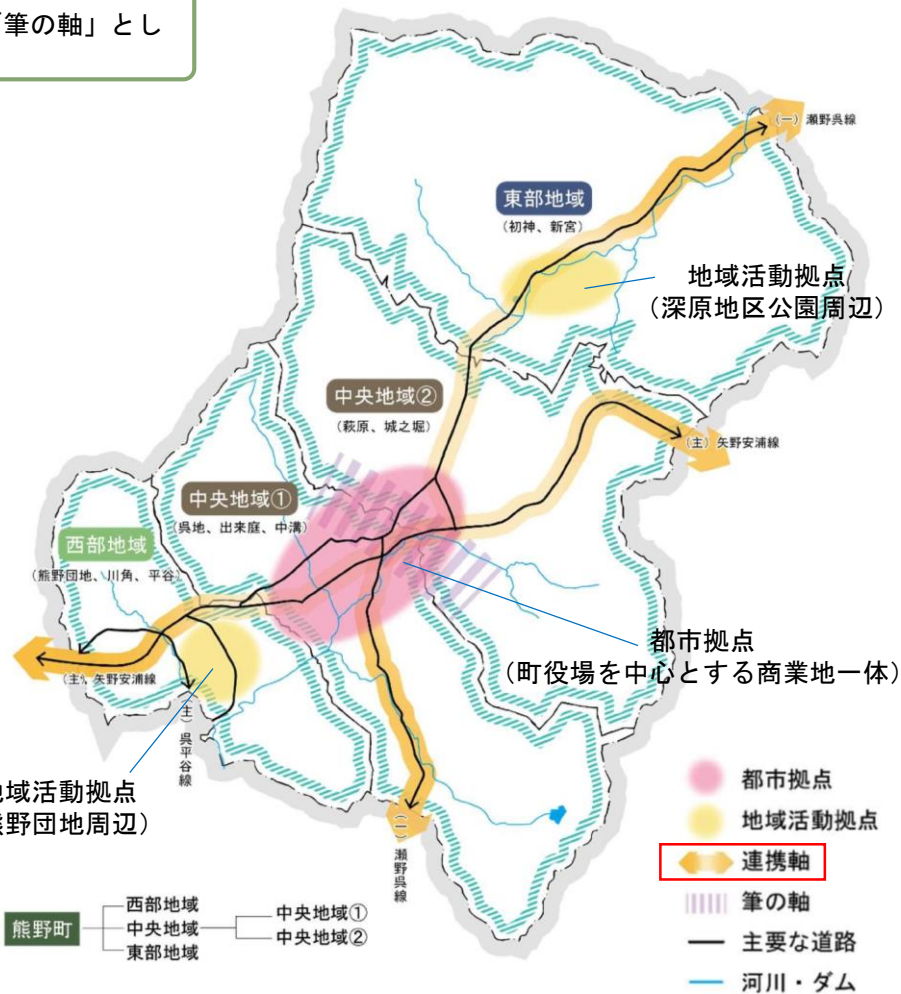 「筆の軸」とし
(一) 瀬野呉線
東部地域
(初神、新宮)
地域活動拠点
(深原地区公園周辺)
中央地域②
(萩原、城之堀)
(主) 矢野安浦線
中央地域①
(呉地、出来庭、中溝)
西部地域
(熊野団地、川角、平谷)
都市拠点
(町役場を中心とする商業地一体)
(主) 矢野安浦線
(主) 呉平谷線
地域活動拠点
熊野団地周辺)
(一) 瀬野呉線
都市拠点
地域活動拠点
連携軸
筆の軸
主要な道路
河川・ダム
熊野町
西部地域
中央地域
東部地域
中央地域①
中央地域②